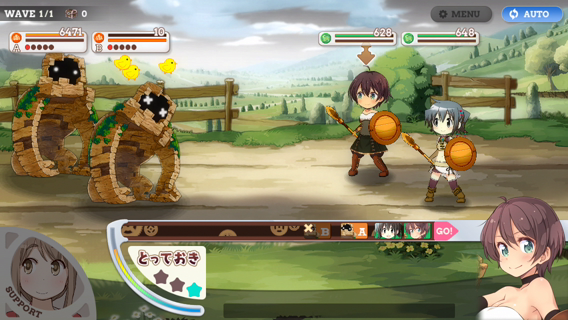 WAVE 1/1
0
MENU
AUTO
6471
A
10
B
628
648
B
A
GO!
とっておき
SUPPORT